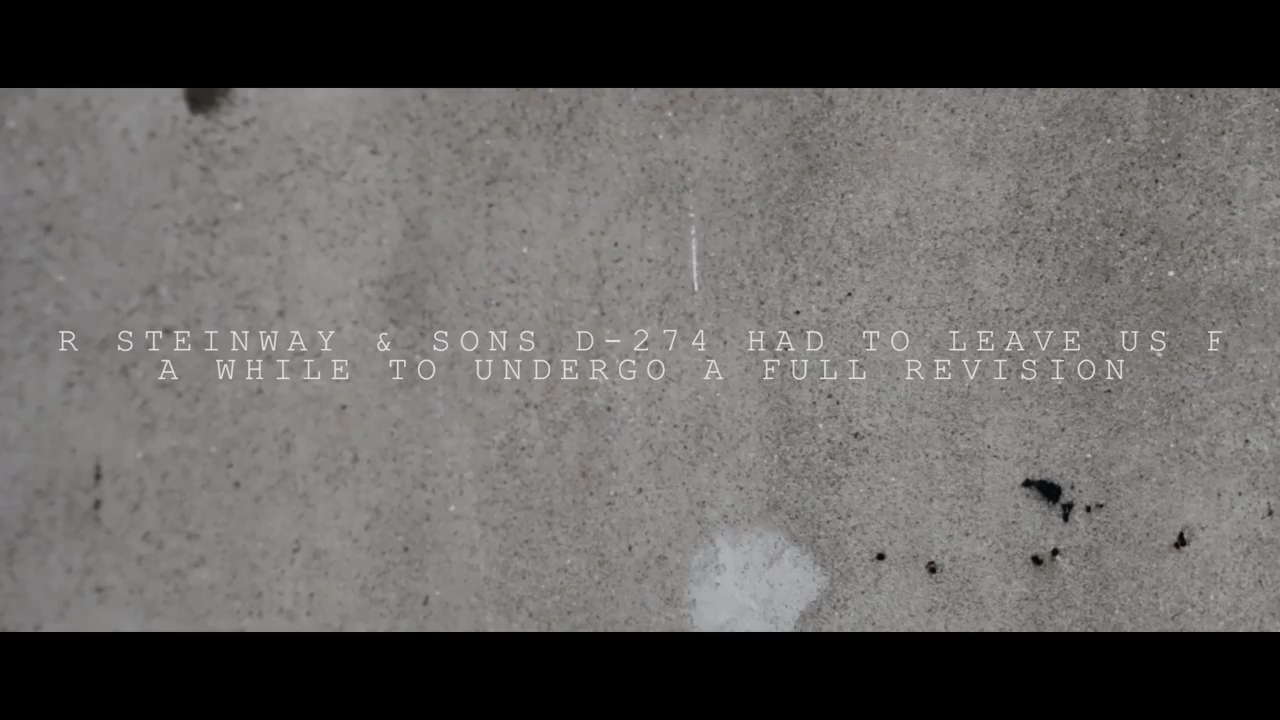 R STEINWAY & SONS D-274 HAD TO LEAVE US F
A WHILE TO UNDERGO A FULL REVISION